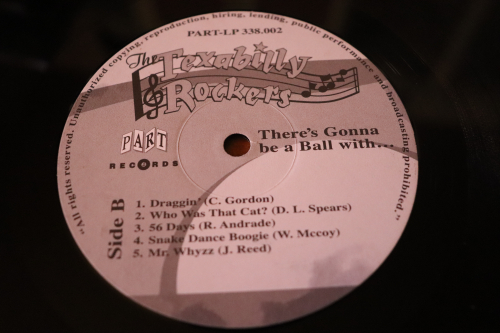 "All rights reserved. Unauthorized copying, reproduction, hiring, lending, public performance and broadcasting prohibited."
PART-LP 338.002
The Texabilly
Rockers
PART
RECORDS
There's Gonna
be a Ball with...
Side B
1. Draggin' (C. Gordon)
2. Who Was That Cat? (D. L. Spears)
3. 56 Days (R. Andrade)
4. Snake Dance Boogie (W. Mccoy)
5. Mr. Whyzz (J. Reed)